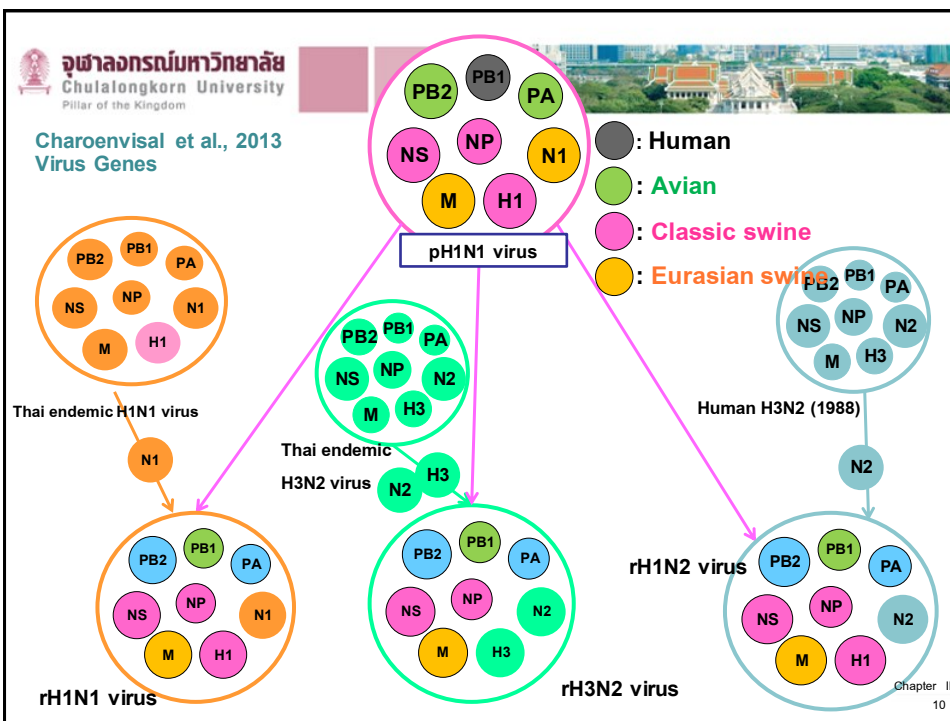 จุฬาลงกรณ์มหาวิทยาลัย
Chulalongkorn University
Pillar of the Kingdom
Charoenvisal et al., 2013
Virus Genes
PB2 PB1 PA
NS NP N1
M H1
pH1N1 virus
: Human
: Avian
: Classic swine
: Eurasian swine
PB2 PB1 PA
NS NP N1
M H1
Thai endemic H1N1 virus
N1
PB2 PB1 PA
NS NP N2
M H3
Thai endemic
H3N2 virus
N2 H3
PB2 PB1 PA
NS NP N2
M H3
Human H3N2 (1988)
N2
PB2 PB1 PA
NS NP N1
M H1
rH1N1 virus
PB2 PB1 PA
NS NP N2
M H3
rH3N2 virus
rH1N2 virus
PB2 PB1 PA
NS NP N2
M H1
Chapter II
10